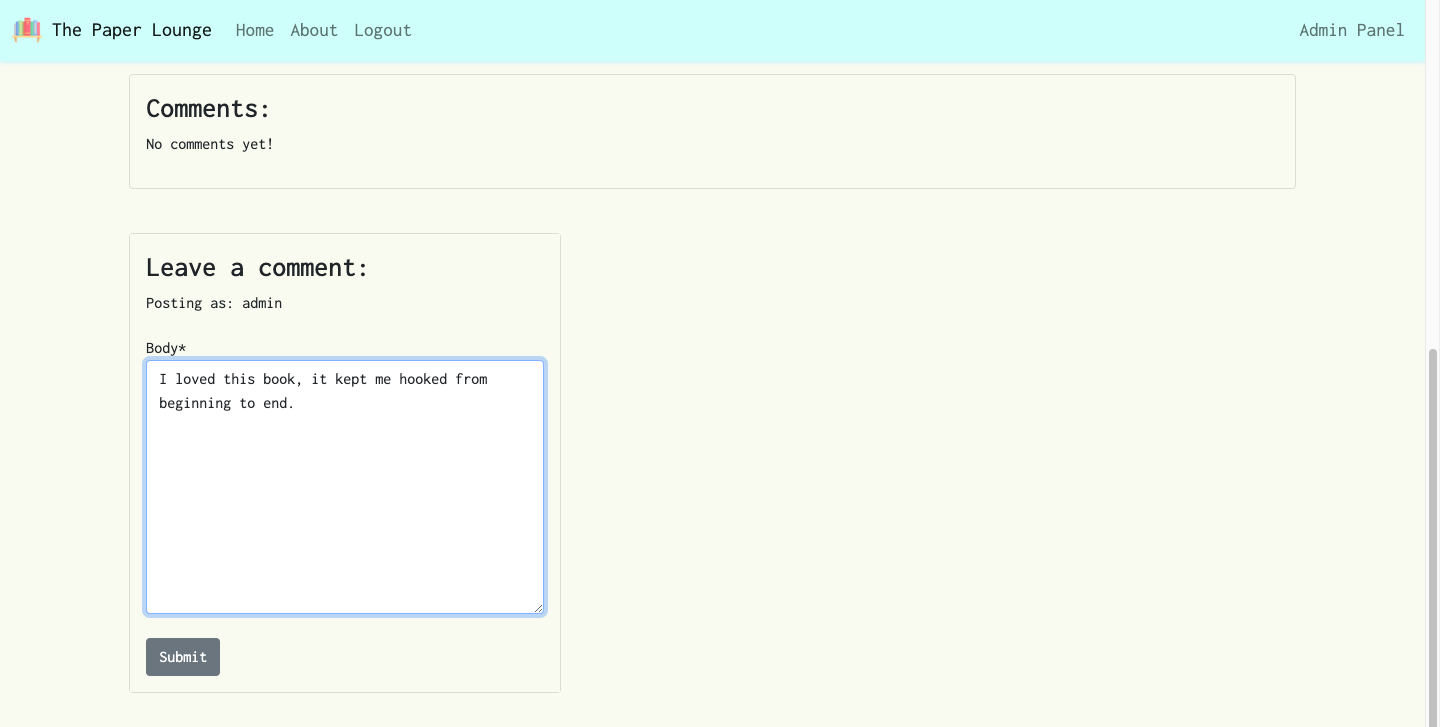 The Paper Lounge Home About Logout Admin Panel
Comments:
No comments yet!
Leave a comment:
Posting as: admin
Body*
I loved this book, it kept me hooked from
beginning to end.
Submit